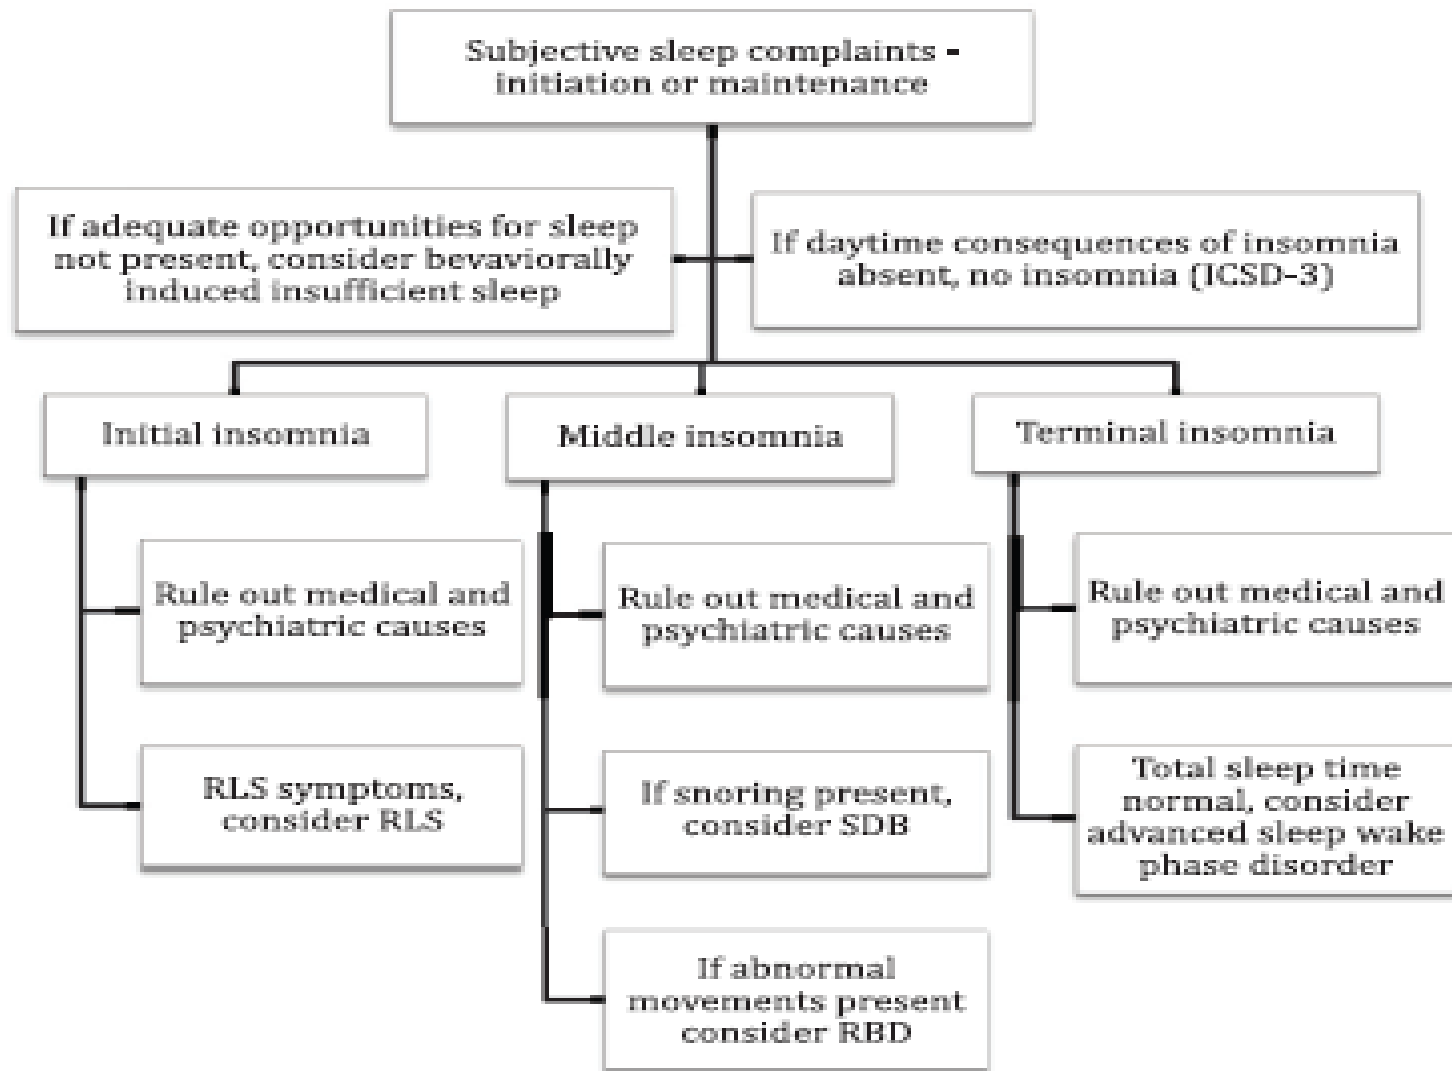 Subjective sleep complaints -
initiation or maintenance
If adequate opportunities for sleep
not present, consider bevaviorally
induced insufficient sleep
If daytime consequences of insomnia
absent, no insomnia (ICSD-3)
Initial insomnia
Middle insomnia
Terminal insomnia
Rule out medical and
psychiatric causes
RLS symptoms,
consider RLS
Rule out medical and
psychiatric causes
If snoring present,
consider SDB
If abnormal
movements present
consider RBD
Rule out medical and
psychiatric causes
Total sleep time
normal, consider
advanced sleep wake
phase disorder